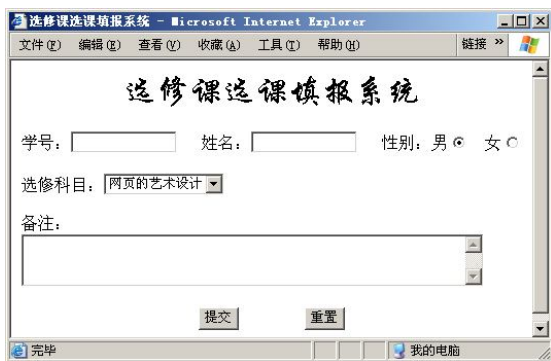 选修课选课填报系统 - Microsoft Internet Explorer
文件(F) 编辑(E) 查看(V) 收藏(A) 工具(T) 帮助(H) 链接 »
选修课选课填报系统
学号： 姓名： 性别：男 女
选修科目： 网页的艺术设计
备注：
提交 重置
完毕 我的电脑